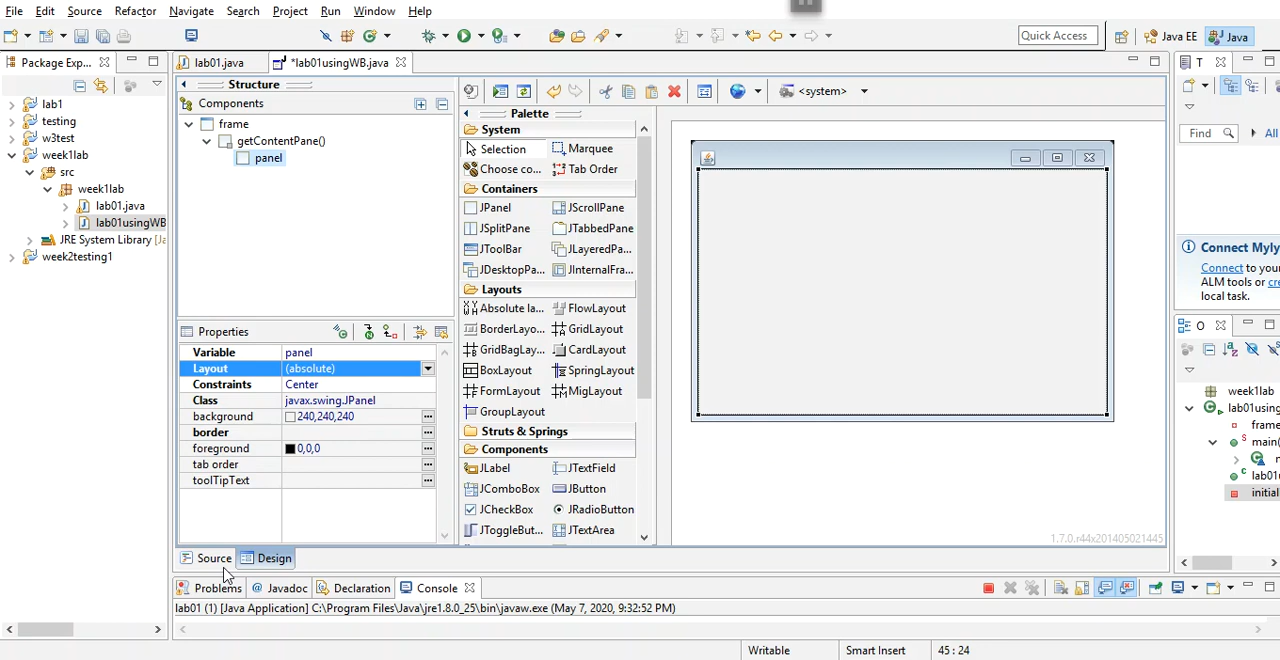 File Edit Source Refactor Navigate Search Project Run Window Help
Quick Access Java EE Java
Package Exp... lab01.java *lab01usingWB.java T
Structure
Components
frame
getContentPane()
panel
lab1
testing
w3test
week1lab
src
week1lab
lab01.java
lab01usingWB
JRE System Library [Ja
week2testing1
<system>
Palette
System
Selection Marquee
Choose co... Tab Order
Containers
JPanel JScrollPane
JSplitPane JTabbedPane
JToolBar JLayeredPa...
JDesktopPa... JInternalFra...
Layouts
Absolute la... FlowLayout
BorderLayo... GridLayout
GridBagLay... CardLayout
BoxLayout SpringLayout
FormLayout MigLayout
GroupLayout
Struts & Springs
Components
JLabel JTextField
JComboBox JButton
JCheckBox JRadioButton
JToggleBut... JTextArea
Properties
Variable panel
Layout (absolute)
Constraints Center
Class javax.swing.JPanel
background 240,240,240
border
foreground 0,0,0
tab order
toolTipText
1.7.0.r44x201405021445
Source Design
Find All
Connect Myly
Connect to your
ALM tools or cre
local task.
O
week1lab
lab01using
frame
main(
n
lab01u
initial
Problems @ Javadoc Declaration Console
lab01 (1) [Java Application] C:\Program Files\Java\jre1.8.0_25\bin\javaw.exe (May 7, 2020, 9:32:52 PM)
Writable Smart Insert 45 : 24